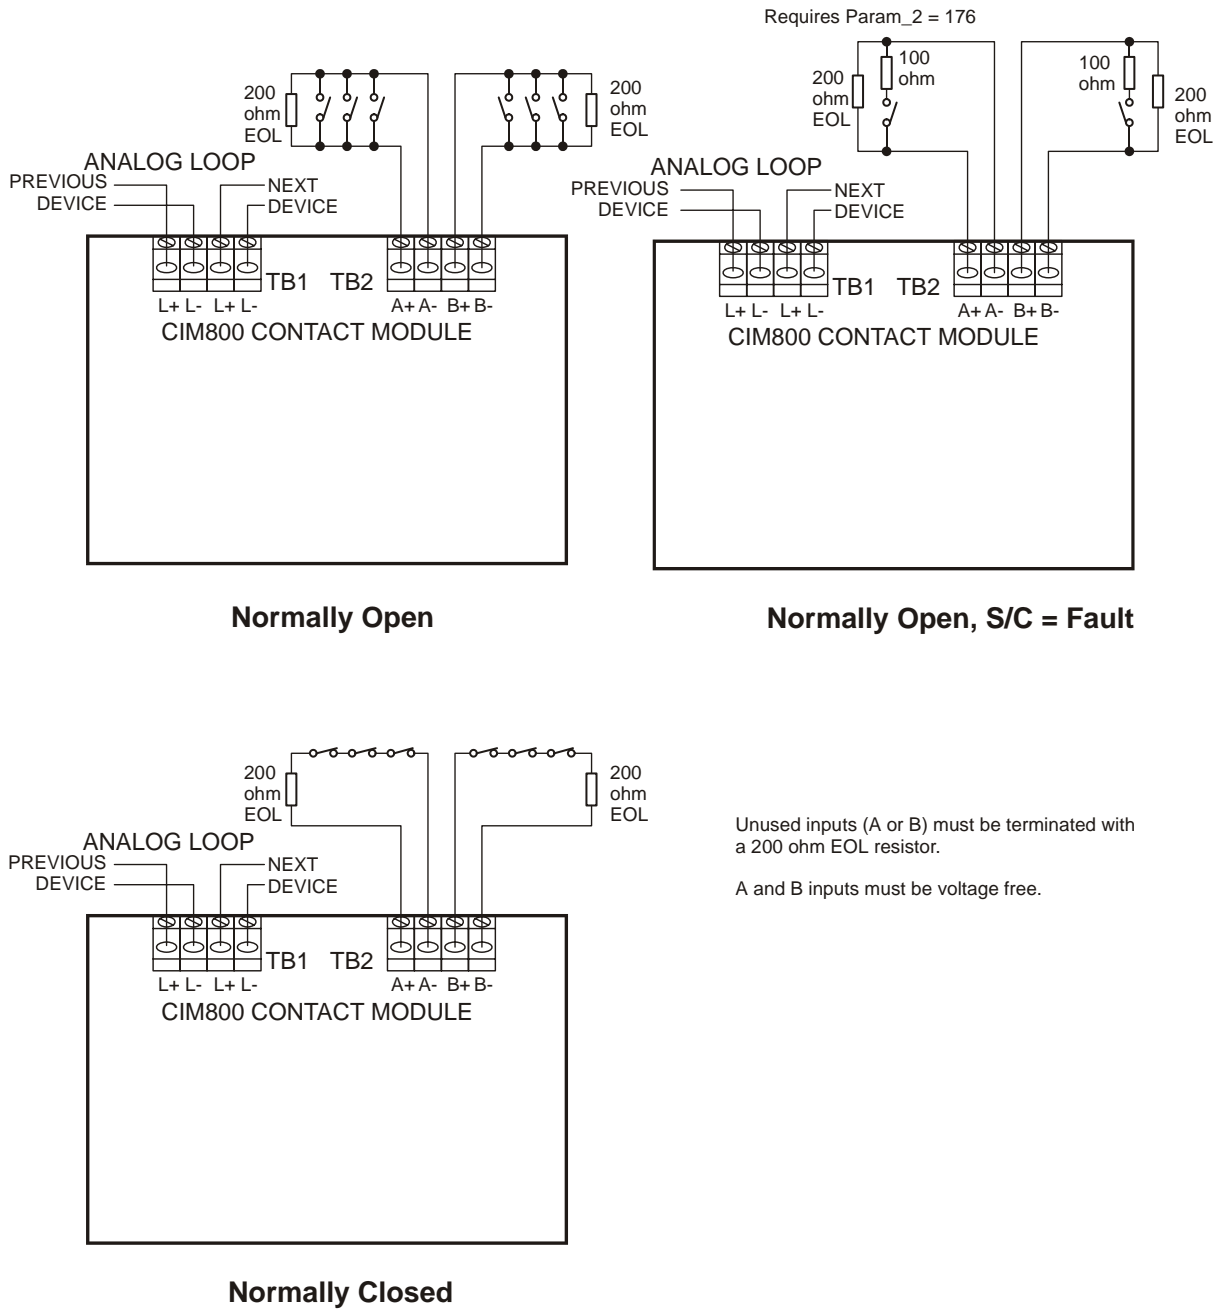 Requires Param_2 = 176
200
ohm
EOL
200
ohm
EOL
ANALOG LOOP
PREVIOUS
DEVICE
NEXT
DEVICE
TB1
TB2
L+ L- L+ L-
A+ A- B+ B-
CIM800 CONTACT MODULE
Normally Open
200
ohm
EOL
100
ohm
100
ohm
200
ohm
EOL
ANALOG LOOP
PREVIOUS
DEVICE
NEXT
DEVICE
TB1
TB2
L+ L- L+ L-
A+ A- B+ B-
CIM800 CONTACT MODULE
Normally Open, S/C = Fault
200
ohm
EOL
200
ohm
EOL
ANALOG LOOP
PREVIOUS
DEVICE
NEXT
DEVICE
TB1
TB2
L+ L- L+ L-
A+ A- B+ B-
CIM800 CONTACT MODULE
Normally Closed
Unused inputs (A or B) must be terminated with
a 200 ohm EOL resistor.
A and B inputs must be voltage free.